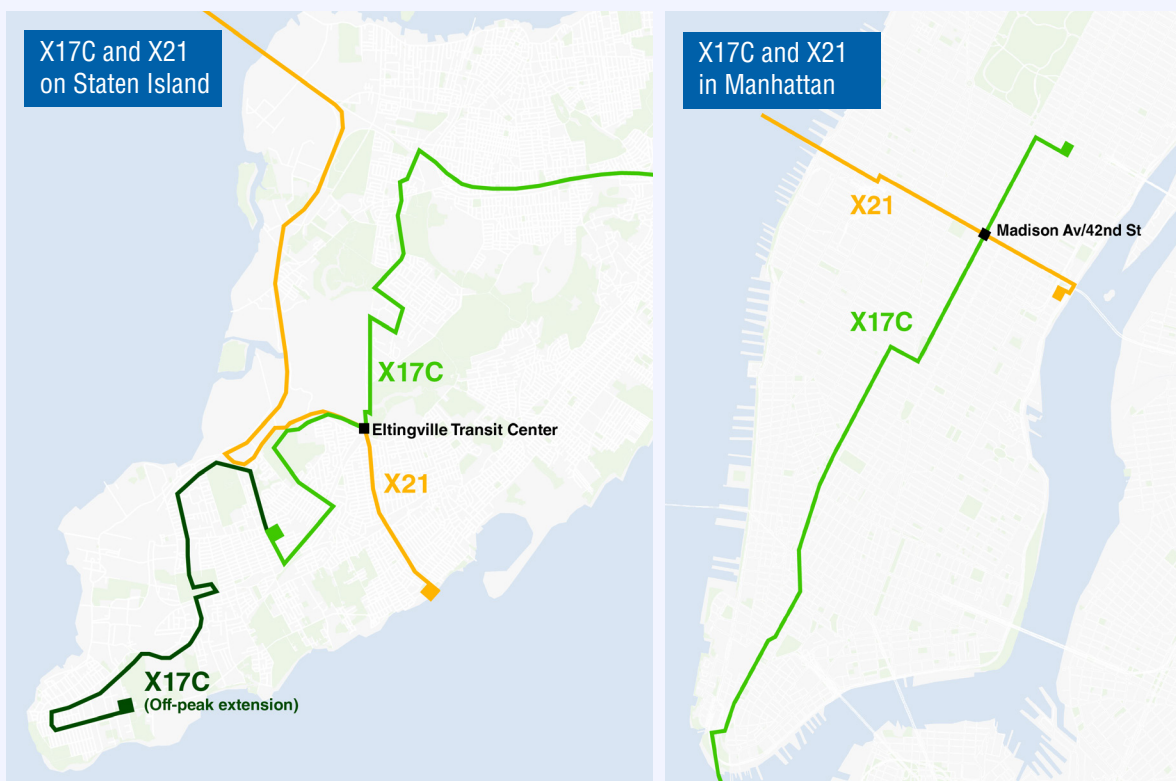 X17C and X21
on Staten Island
X17C
Eltingville Transit Center
X21
X17C
(Off-peak extension)
X17C and X21
in Manhattan
X21
Madison Av/42nd St
X17C